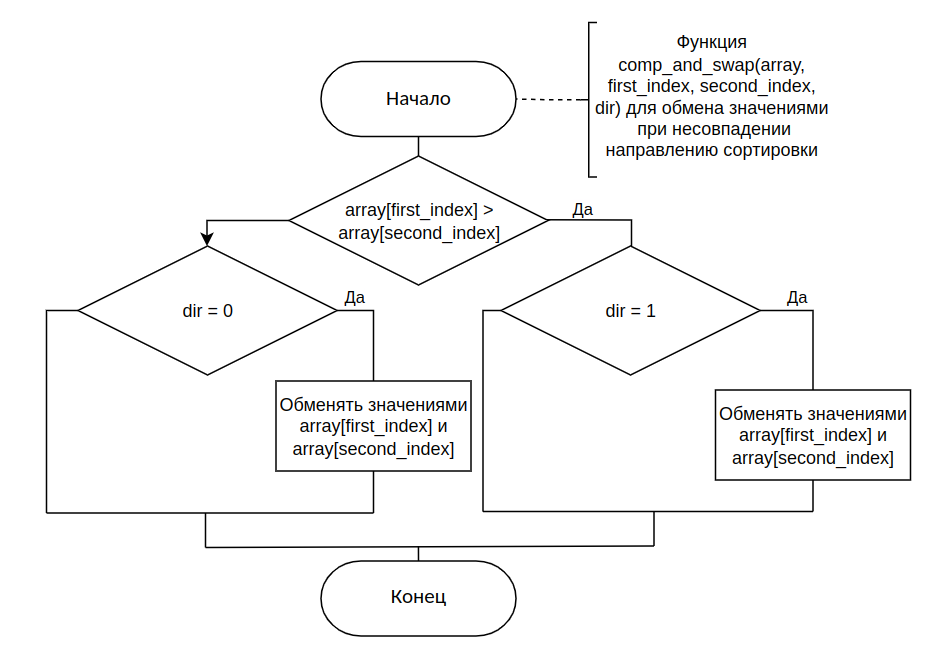 Функция
comp_and_swap(array,
first_index, second_index,
dir) для обмена значениями
при несовпадении
направлению сортировки
Начало
array[first_index] >
array[second_index]
Да
dir = 0
Да
dir = 1
Да
Обменять значениями
array[first_index] и
array[second_index]
Обменять значениями
array[first_index] и
array[second_index]
Конец